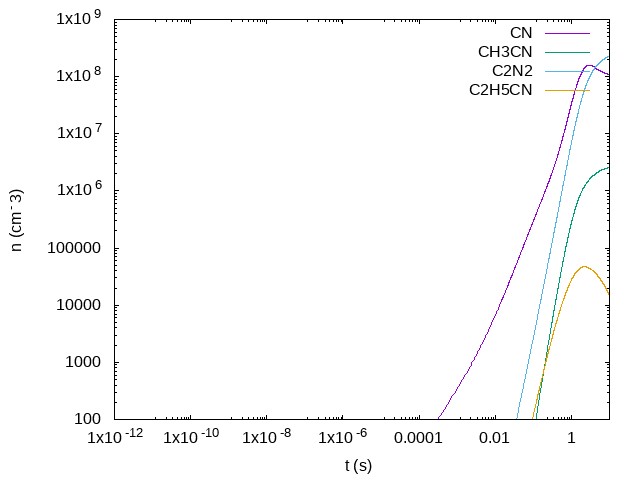 1x10^9
1x10^8
1x10^7
1x10^6
100000
10000
1000
100
1x10^-12
1x10^-10
1x10^-8
1x10^-6
0.0001
0.01
1
n (cm^-3)
t (s)
CN
CH3CN
C2N2
C2H5CN